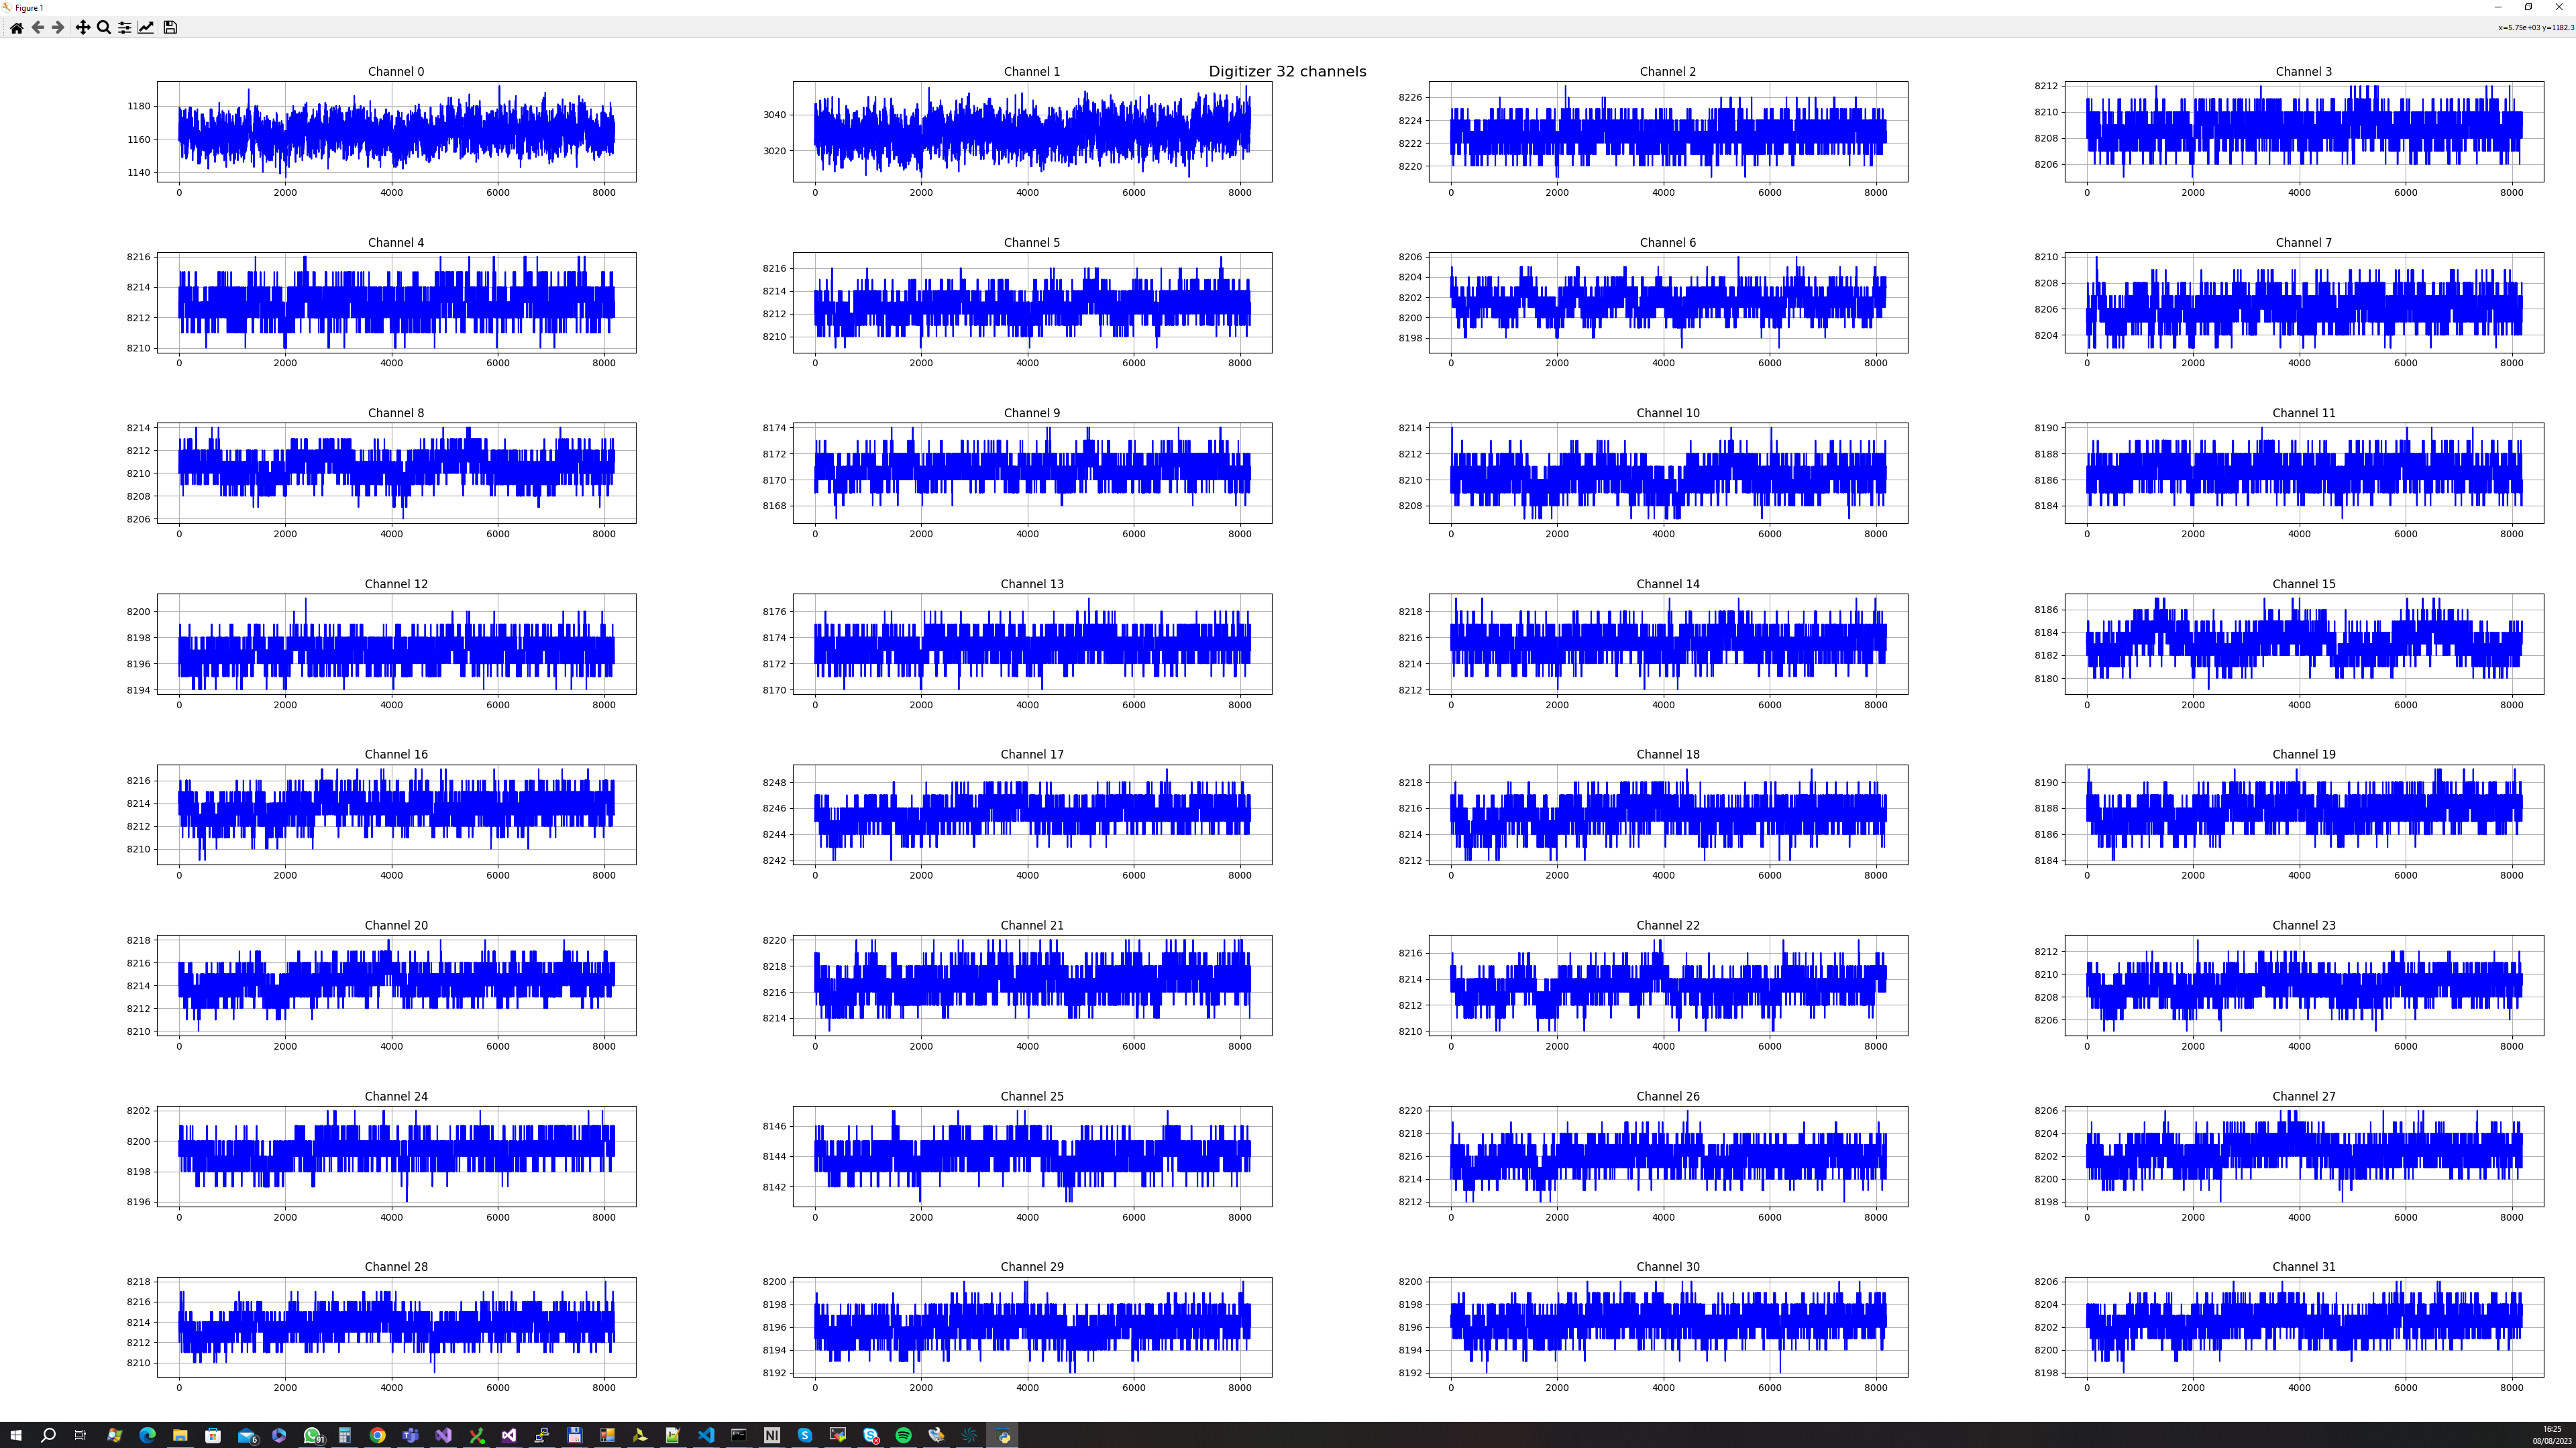 Figure 1
x=5.75e+03 y=1182.3
Digitizer 32 channels
Channel 0
1180
1160
1140
0 2000 4000 6000 8000
Channel 1
3040
3020
0 2000 4000 6000 8000
Channel 2
8226
8224
8222
8220
0 2000 4000 6000 8000
Channel 3
8212
8210
8208
8206
0 2000 4000 6000 8000
Channel 4
8216
8214
8212
8210
0 2000 4000 6000 8000
Channel 5
8216
8214
8212
8210
0 2000 4000 6000 8000
Channel 6
8206
8204
8202
8200
8198
0 2000 4000 6000 8000
Channel 7
8210
8208
8206
8204
0 2000 4000 6000 8000
Channel 8
8214
8212
8210
8208
8206
0 2000 4000 6000 8000
Channel 9
8174
8172
8170
8168
0 2000 4000 6000 8000
Channel 10
8214
8212
8210
8208
0 2000 4000 6000 8000
Channel 11
8190
8188
8186
8184
0 2000 4000 6000 8000
Channel 12
8200
8198
8196
8194
0 2000 4000 6000 8000
Channel 13
8176
8174
8172
8170
0 2000 4000 6000 8000
Channel 14
8218
8216
8214
8212
0 2000 4000 6000 8000
Channel 15
8186
8184
8182
8180
0 2000 4000 6000 8000
Channel 16
8216
8214
8212
8210
0 2000 4000 6000 8000
Channel 17
8248
8246
8244
8242
0 2000 4000 6000 8000
Channel 18
8218
8216
8214
8212
0 2000 4000 6000 8000
Channel 19
8190
8188
8186
8184
0 2000 4000 6000 8000
Channel 20
8218
8216
8214
8212
8210
0 2000 4000 6000 8000
Channel 21
8220
8218
8216
8214
0 2000 4000 6000 8000
Channel 22
8216
8214
8212
8210
0 2000 4000 6000 8000
Channel 23
8212
8210
8208
8206
0 2000 4000 6000 8000
Channel 24
8202
8200
8198
8196
0 2000 4000 6000 8000
Channel 25
8146
8144
8142
0 2000 4000 6000 8000
Channel 26
8220
8218
8216
8214
8212
0 2000 4000 6000 8000
Channel 27
8206
8204
8202
8200
8198
0 2000 4000 6000 8000
Channel 28
8218
8216
8214
8212
8210
0 2000 4000 6000 8000
Channel 29
8200
8198
8196
8194
8192
0 2000 4000 6000 8000
Channel 30
8200
8198
8196
8194
8192
0 2000 4000 6000 8000
Channel 31
8206
8204
8202
8200
8198
0 2000 4000 6000 8000
6
91
NI
16:25
08/08/2023